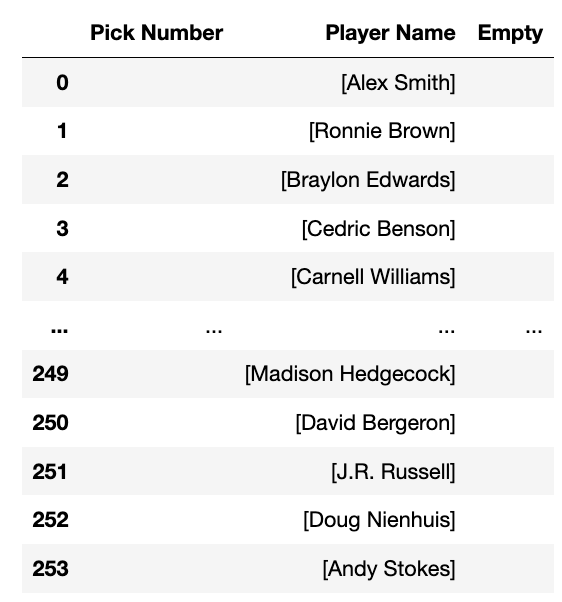 Pick Number Player Name Empty
0 [Alex Smith]
1 [Ronnie Brown]
2 [Braylon Edwards]
3 [Cedric Benson]
4 [Carnell Williams]
... ... ... ...
249 [Madison Hedgecock]
250 [David Bergeron]
251 [J.R. Russell]
252 [Doug Nienhuis]
253 [Andy Stokes]